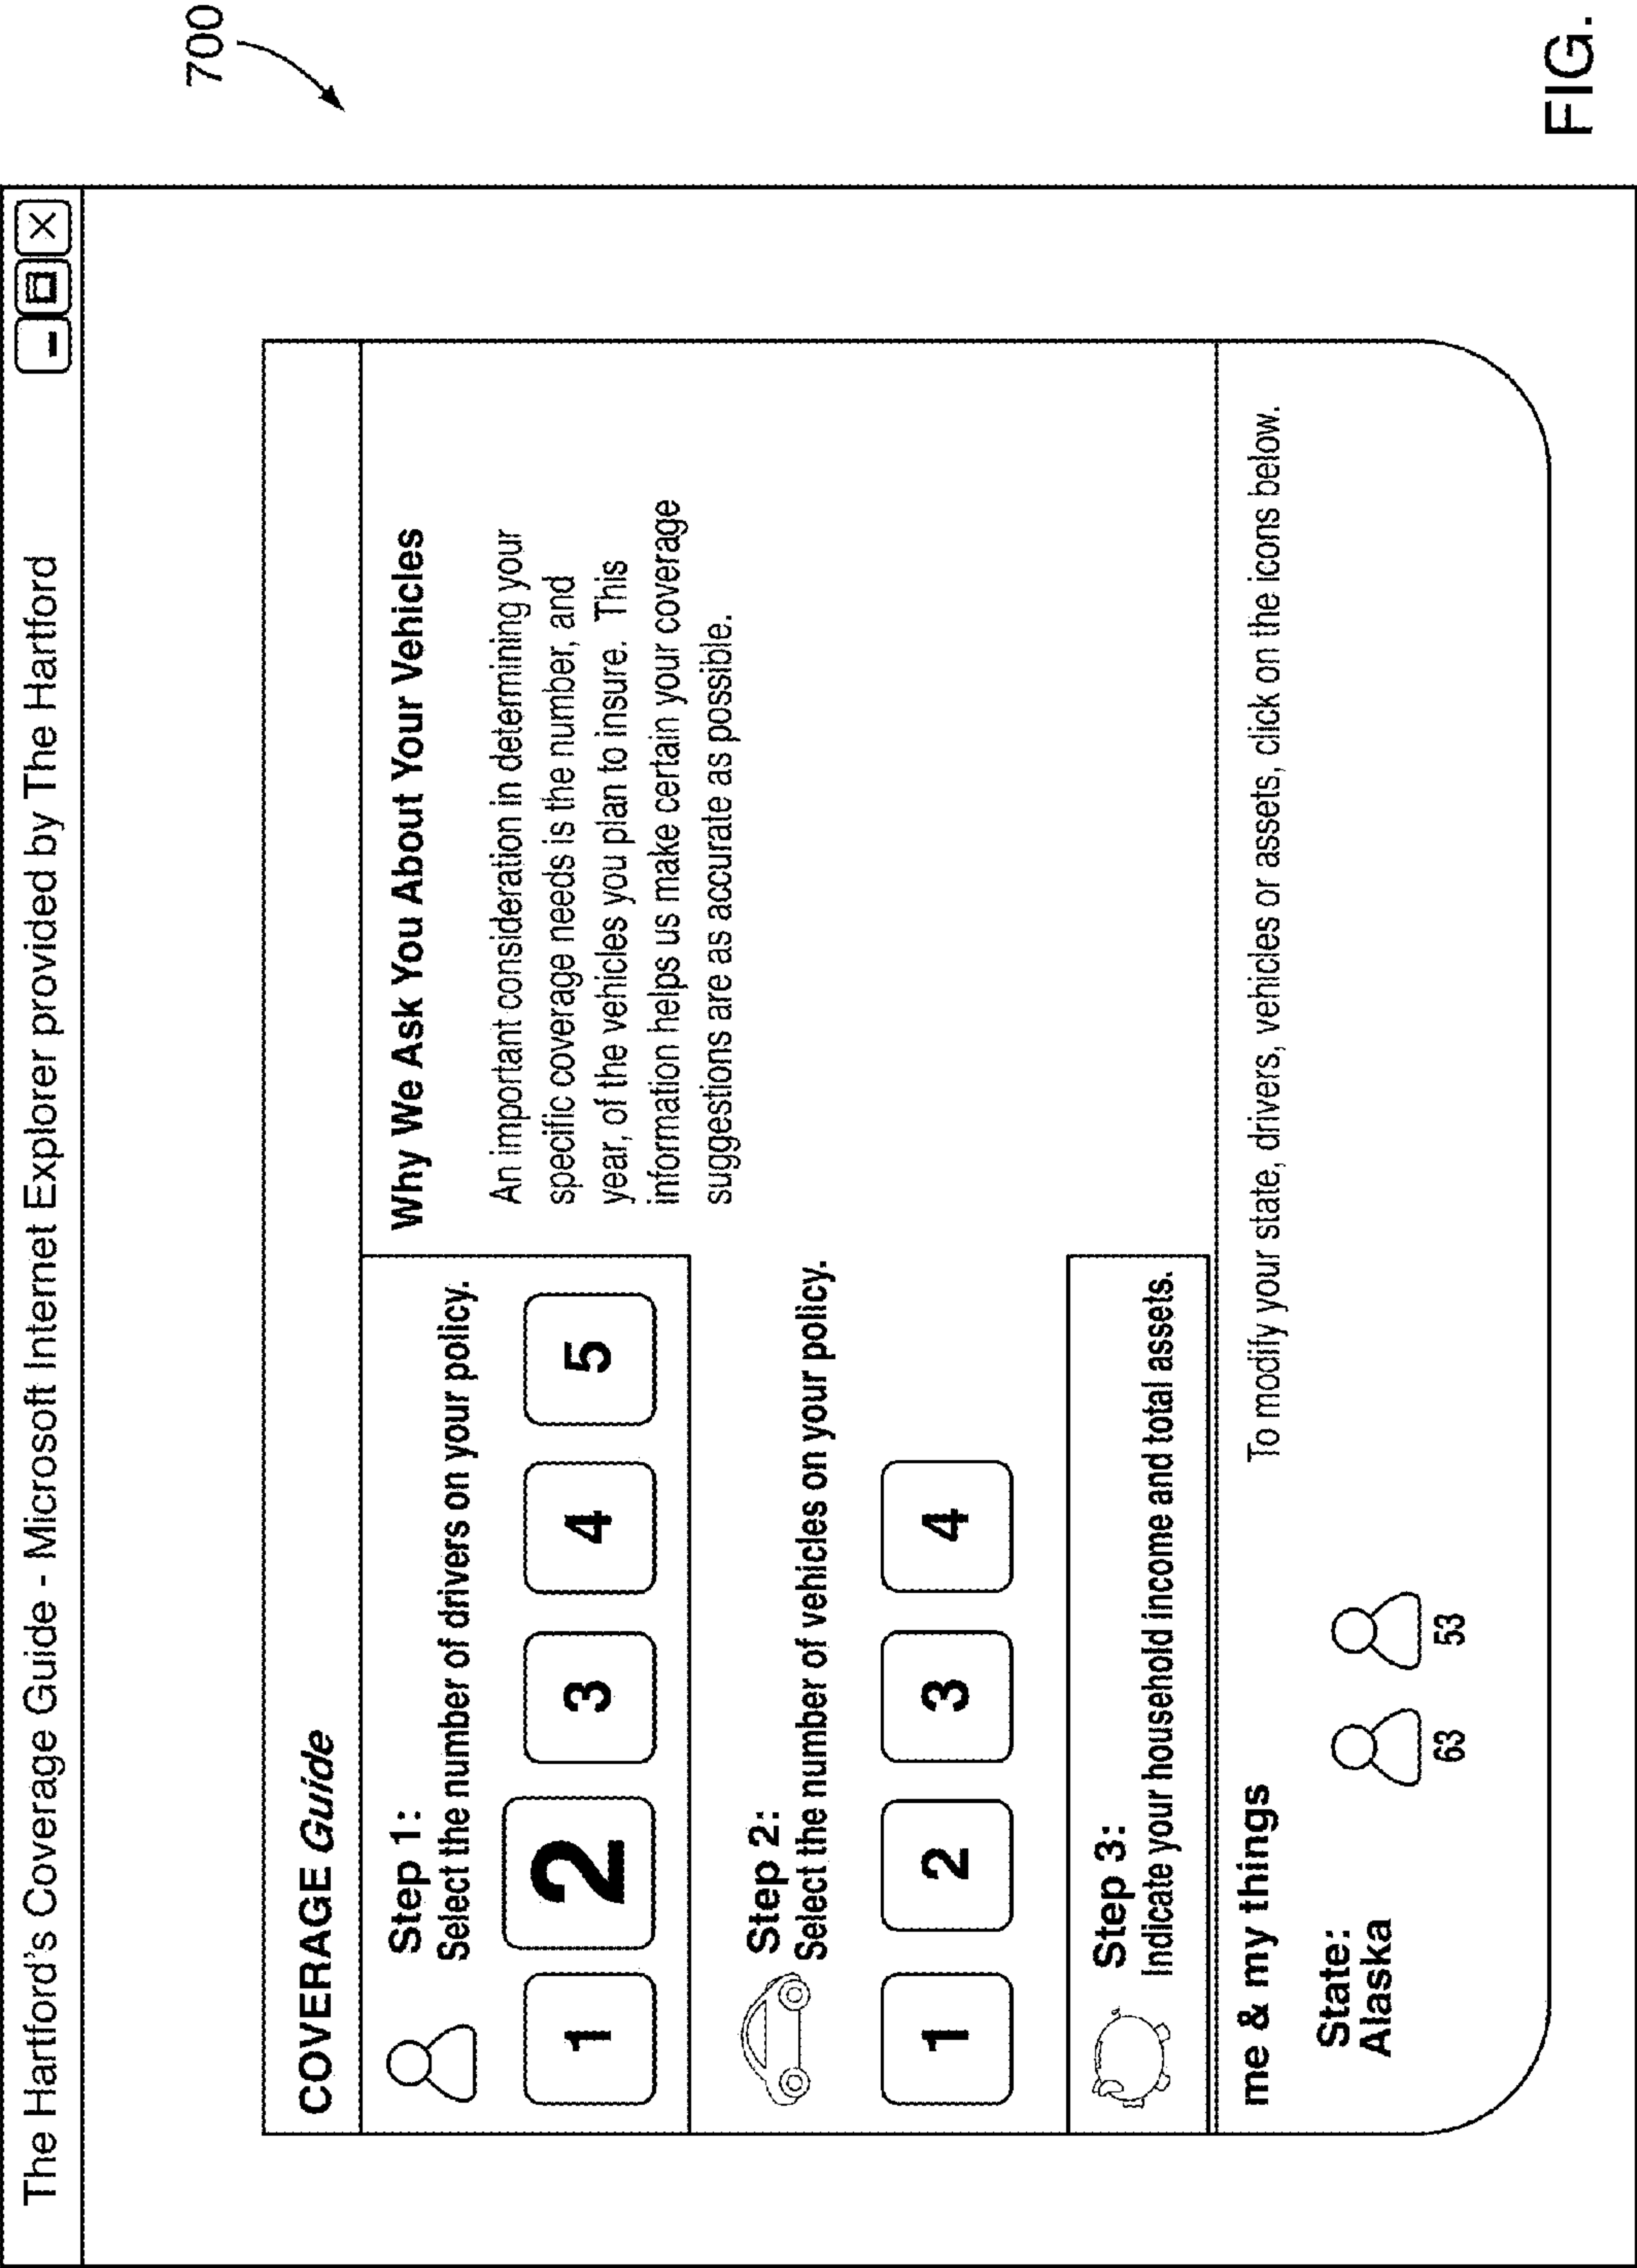 The Hartford's Coverage Guide - Microsoft Internet Explorer provided by The Hartford
700
COVERAGE Guide
Step 1:
Select the number of drivers on your policy.
1 2 3 4 5
Step 2:
Select the number of vehicles on your policy.
1 2 3 4
Step 3:
Indicate your household income and total assets.
Why We Ask You About Your Vehicles
An important consideration in determining your
specific coverage needs is the number, and
year, of the vehicles you plan to insure. This
information helps us make certain your coverage
suggestions are as accurate as possible.
me & my things
To modify your state, drivers, vehicles or assets, click on the icons below.
State:
Alaska
63 53
FIG.